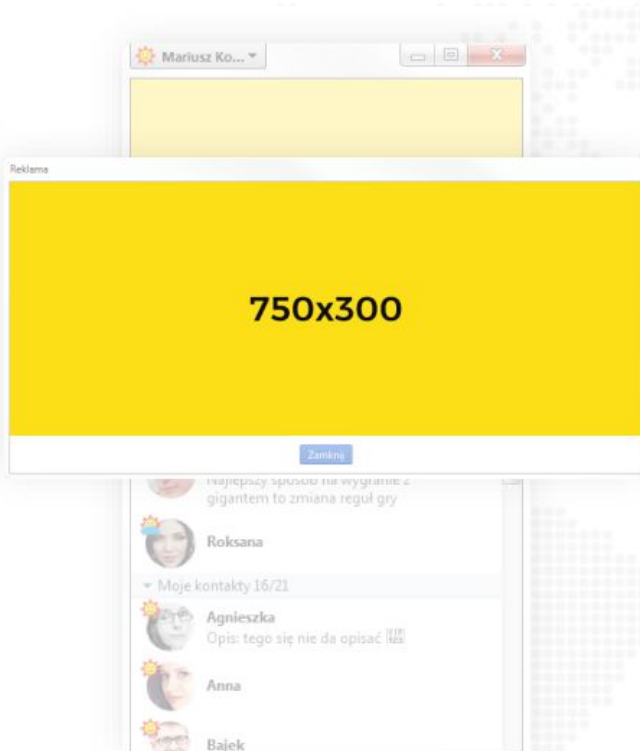 Mariusz Ko...
Reklama
750x300
Zamknij
Najlepszy sposób na wygranie z
gigantem to zmiana reguł gry
Roksana
Moje kontakty 16/21
Agnieszka
Opis: tego się nie da opisać
Anna
Bajek